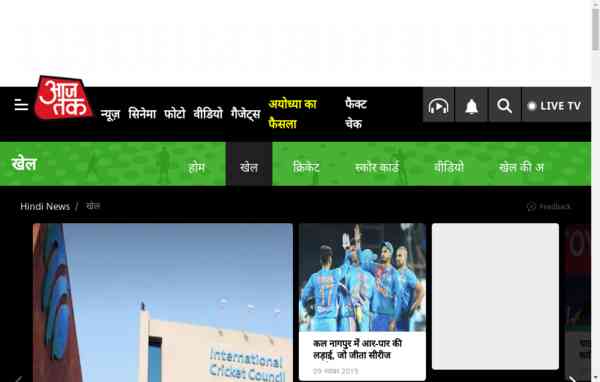 आज
तक
न्यूज़ सिनेमा फोटो वीडियो गैजेट्स
अयोध्या का
फैसला
फैक्ट
चेक
LIVE TV
खेल
होम खेल क्रिकेट स्कोर कार्ड वीडियो खेल की अ
Hindi News / खेल
Feedback
International
Cricket Council
कल नागपुर में आर-पार की
लड़ाई, जो जीता सीरीज
09 नवंबर 2019